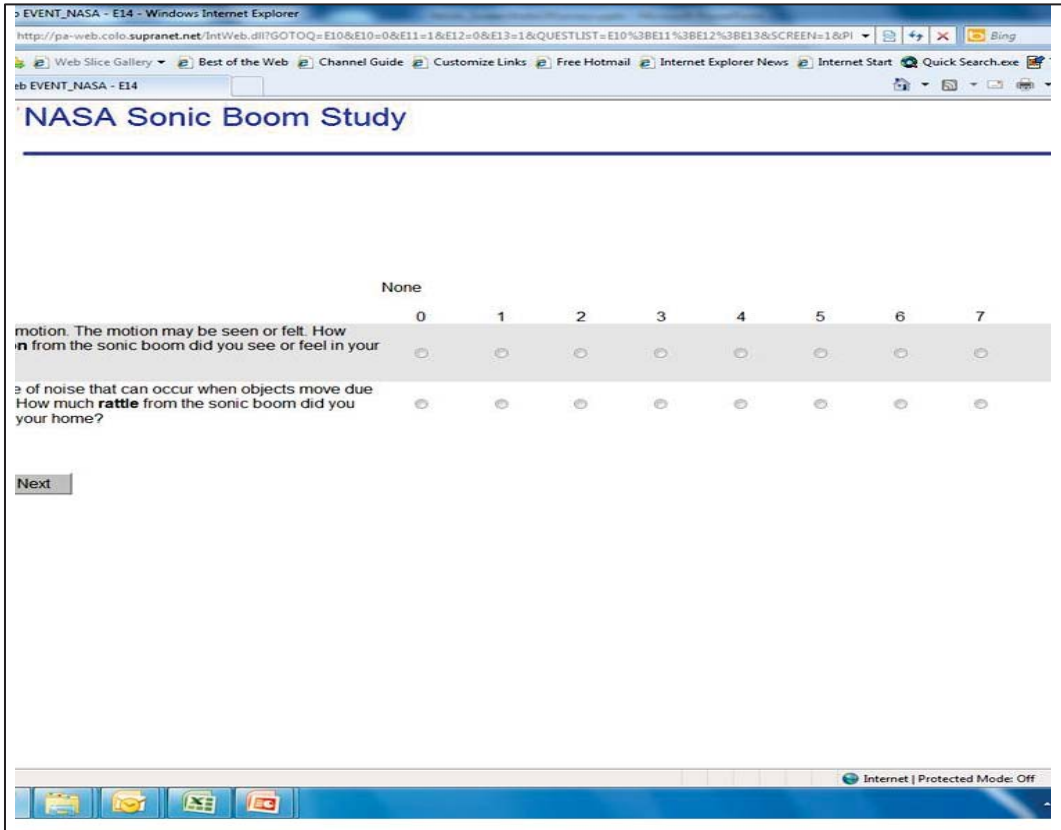 EVENT_NASA - E14 - Windows Internet Explorer
http://pa-web.colo.supranet.net/IntWeb.dll?GOTOQ=E10&E10=0&E11=1&E12=0&E13=1&QUESTLIST=E10%3BE11%3BE12%3BE13&SCREEN=1&PI Bing
Web Slice Gallery Best of the Web Channel Guide Customize Links Free Hotmail Internet Explorer News Internet Start Quick Search.exe
eb EVENT_NASA - E14
NASA Sonic Boom Study
None
0 1 2 3 4 5 6 7
motion. The motion may be seen or felt. How
n from the sonic boom did you see or feel in your
e of noise that can occur when objects move due
How much rattle from the sonic boom did you
your home?
Next
Internet | Protected Mode: Off